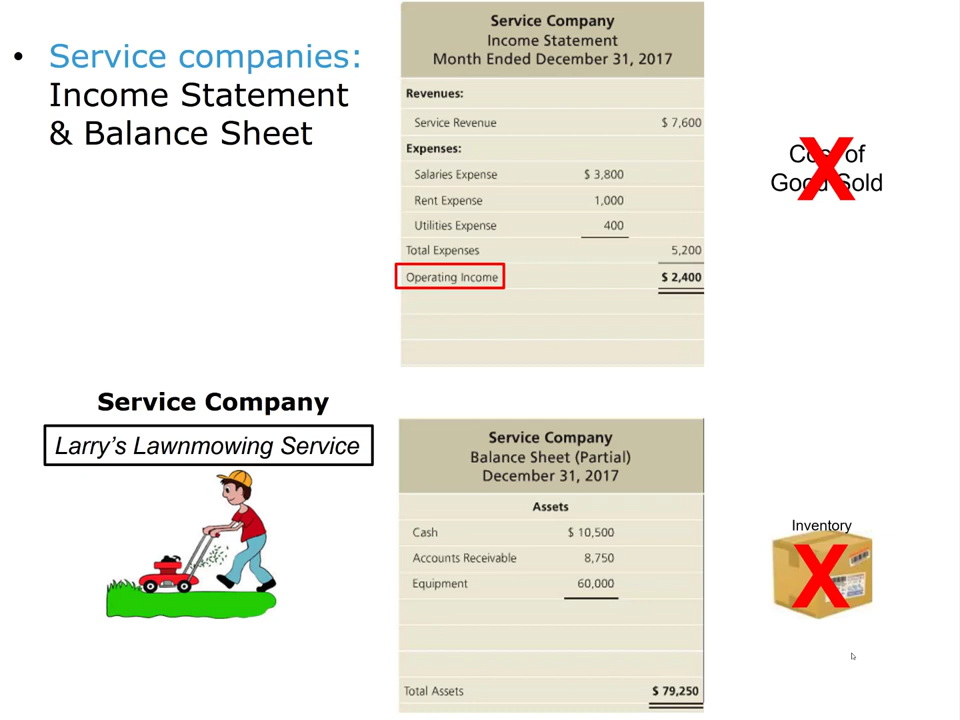 • Service companies:
Income Statement
& Balance Sheet
Service Company
Income Statement
Month Ended December 31, 2017
Revenues:
Service Revenue $ 7,600
Expenses:
Salaries Expense $ 3,800
Rent Expense 1,000
Utilities Expense 400
Total Expenses 5,200
Operating Income $ 2,400
Cost of
Good Sold
X
Service Company
Larry's Lawnmowing Service
Service Company
Balance Sheet (Partial)
December 31, 2017
Assets
Cash $ 10,500
Accounts Receivable 8,750
Equipment 60,000
Total Assets $ 79,250
Inventory
X